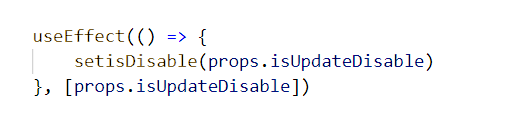 useEffect(() => {
    setisDisable(props.isUpdateDisable)
}, [props.isUpdateDisable])